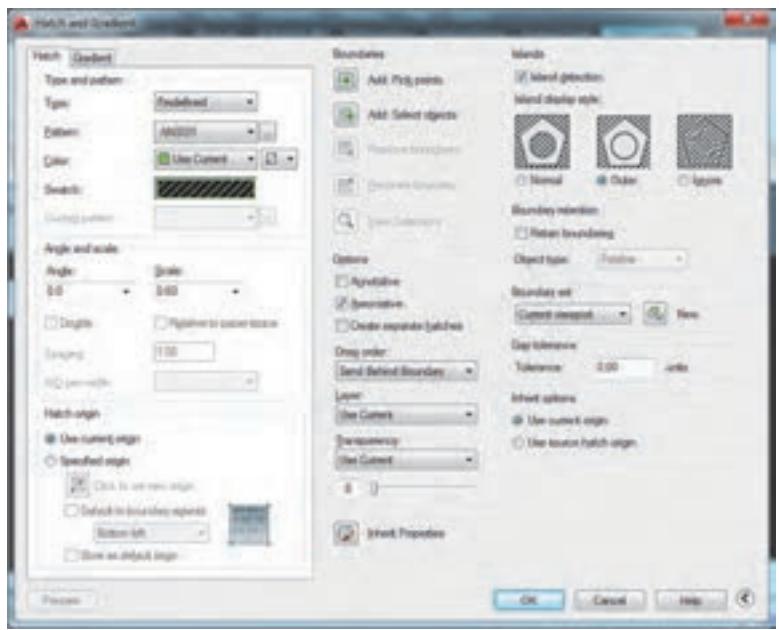 Hatch and Gradient
Hatch
Gradient
Type and pattern
Type:
Predefined
Pattern:
ANSI31
Color:
Use Current
Swatch:
Custom pattern:
Angle and scale
Angle:
Scale:
0.0
Double
Relative to paper space
Spacing:
1.00
ISO pen width:
Hatch origin
Use current origin
Specified origin
Click to set new origin
Default to boundary extents
Bottom left
Store as default origin
Preview
Boundaries
Add: Pick points
Add: Select objects
Remove boundaries
Recreate boundary
View Selections
Options
Annotative
Associative
Create separate hatches
Draw order:
Send Behind Boundary
Layer:
Use Current
Transparency:
Use Current
0
Inherit Properties
Islands
Island detection
Island display style:
Normal
Outer
Ignore
Boundary retention
Retain boundaries
Object type:
Polyline
Boundary set
Current viewport
New
Gap tolerance
Tolerance:
0.00
units
Inherit options
Use current origin
Use source hatch origin
OK
Cancel
Help